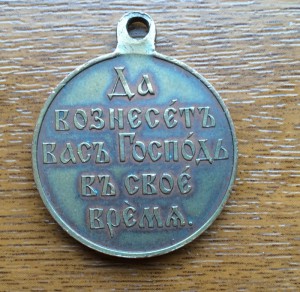 Да
вознесетъ
васъ Господь
въ свое
время.